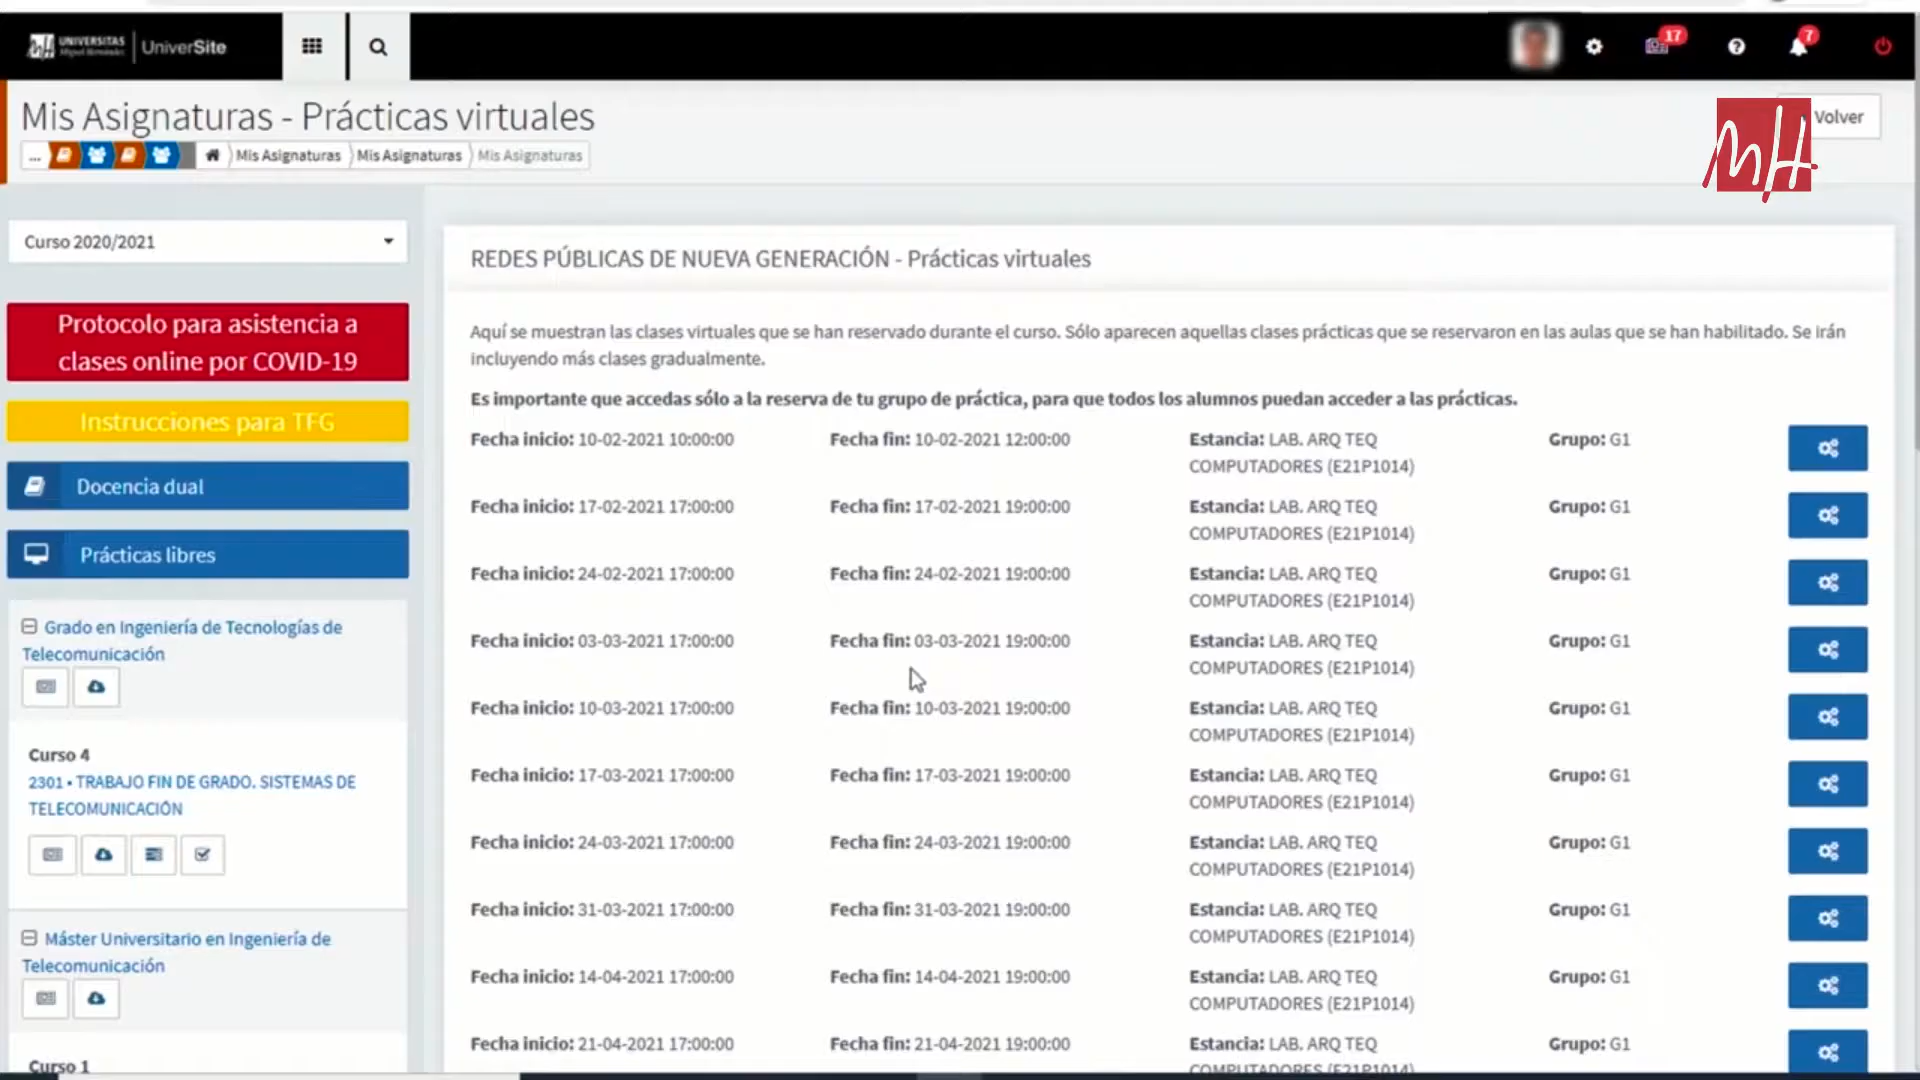 UNIVERSITAS
Miguel Hernández
UniverSite
17
7
Mis Asignaturas - Prácticas virtuales
Volver
...
Mis Asignaturas
Mis Asignaturas
Mis Asignaturas
Curso 2020/2021
Protocolo para asistencia a
clases online por COVID-19
Instrucciones para TFG
Docencia dual
Prácticas libres
Grado en Ingeniería de Tecnologías de
Telecomunicación
Curso 4
2301 • TRABAJO FIN DE GRADO. SISTEMAS DE
TELECOMUNICACIÓN
Máster Universitario en Ingeniería de
Telecomunicación
Curso 1
REDES PÚBLICAS DE NUEVA GENERACIÓN - Prácticas virtuales
Aquí se muestran las clases virtuales que se han reservado durante el curso. Sólo aparecen aquellas clases prácticas que se reservaron en las aulas que se han habilitado. Se irán
incluyendo más clases gradualmente.
Es importante que accedas sólo a la reserva de tu grupo de práctica, para que todos los alumnos puedan acceder a las prácticas.
Fecha inicio: 10-02-2021 10:00:00 Fecha fin: 10-02-2021 12:00:00 Estancia: LAB. ARQ TEQ Grupo: G1
COMPUTADORES (E21P1014)
Fecha inicio: 17-02-2021 17:00:00 Fecha fin: 17-02-2021 19:00:00 Estancia: LAB. ARQ TEQ Grupo: G1
COMPUTADORES (E21P1014)
Fecha inicio: 24-02-2021 17:00:00 Fecha fin: 24-02-2021 19:00:00 Estancia: LAB. ARQ TEQ Grupo: G1
COMPUTADORES (E21P1014)
Fecha inicio: 03-03-2021 17:00:00 Fecha fin: 03-03-2021 19:00:00 Estancia: LAB. ARQ TEQ Grupo: G1
COMPUTADORES (E21P1014)
Fecha inicio: 10-03-2021 17:00:00 Fecha fin: 10-03-2021 19:00:00 Estancia: LAB. ARQ TEQ Grupo: G1
COMPUTADORES (E21P1014)
Fecha inicio: 17-03-2021 17:00:00 Fecha fin: 17-03-2021 19:00:00 Estancia: LAB. ARQ TEQ Grupo: G1
COMPUTADORES (E21P1014)
Fecha inicio: 24-03-2021 17:00:00 Fecha fin: 24-03-2021 19:00:00 Estancia: LAB. ARQ TEQ Grupo: G1
COMPUTADORES (E21P1014)
Fecha inicio: 31-03-2021 17:00:00 Fecha fin: 31-03-2021 19:00:00 Estancia: LAB. ARQ TEQ Grupo: G1
COMPUTADORES (E21P1014)
Fecha inicio: 14-04-2021 17:00:00 Fecha fin: 14-04-2021 19:00:00 Estancia: LAB. ARQ TEQ Grupo: G1
COMPUTADORES (E21P1014)
Fecha inicio: 21-04-2021 17:00:00 Fecha fin: 21-04-2021 19:00:00 Estancia: LAB. ARQ TEQ Grupo: G1
COMPUTADORES (E21P1014)